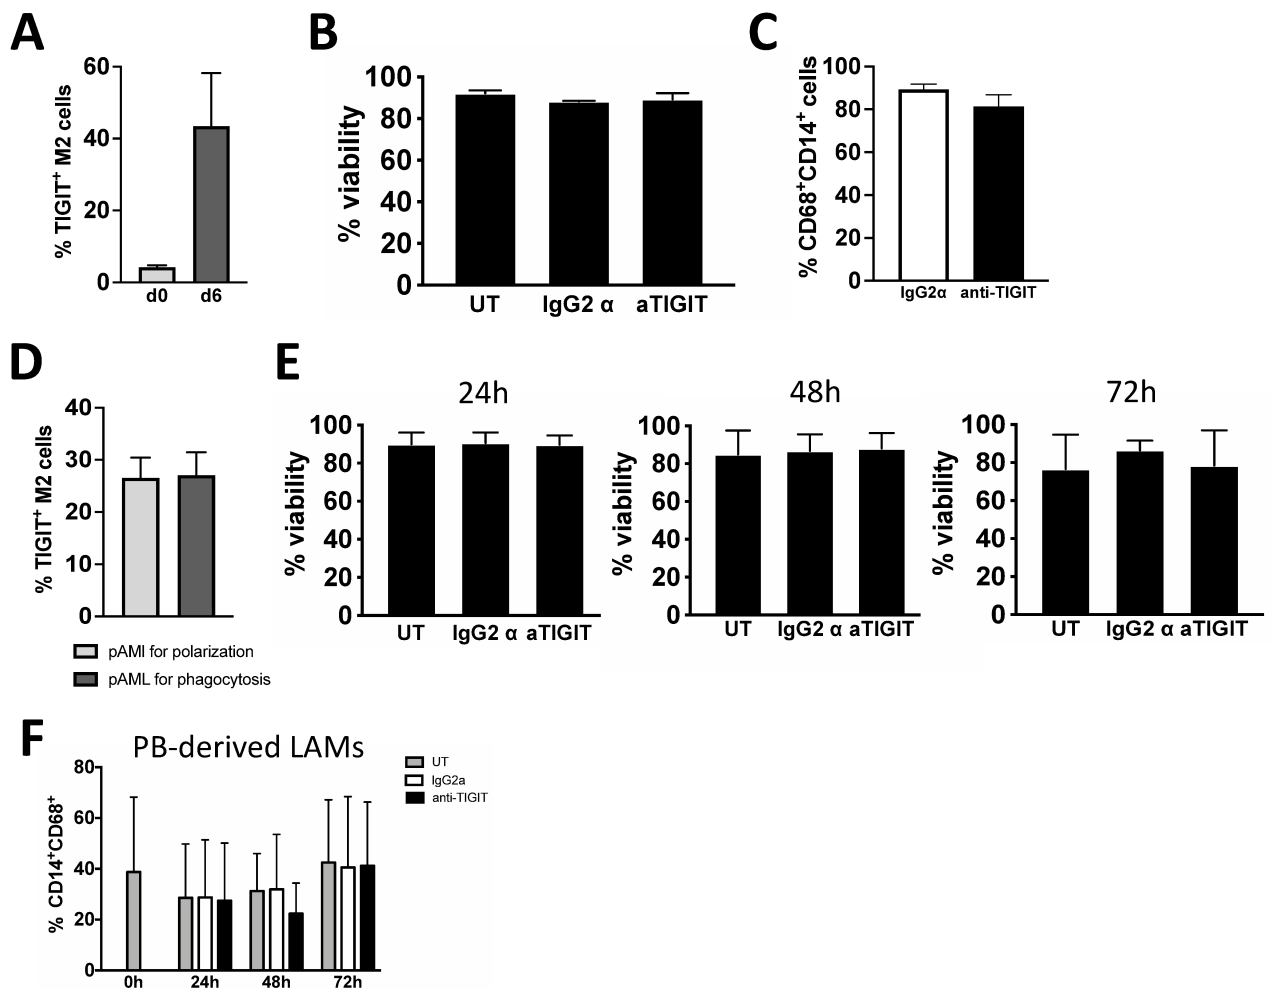 A
60
40
20
0
% TIGIT⁺ M2 cells
d0 d6
B
100
80
60
40
20
0
% viability
UT IgG2 α aTIGIT
C
100
80
60
40
20
0
% CD68⁺CD14⁺ cells
IgG2α anti-TIGIT
D
40
30
20
10
0
% TIGIT⁺ M2 cells
pAMl for polarization
pAML for phagocytosis
E
24h
100
80
60
40
20
0
% viability
UT IgG2 α aTIGIT
48h
100
80
60
40
20
0
% viability
UT IgG2 α aTIGIT
72h
100
80
60
40
20
0
% viability
UT IgG2 α aTIGIT
F
PB-derived LAMs
80
60
40
20
0
% CD14⁺CD68⁺
0h 24h 48h 72h
UT
IgG2a
anti-TIGIT